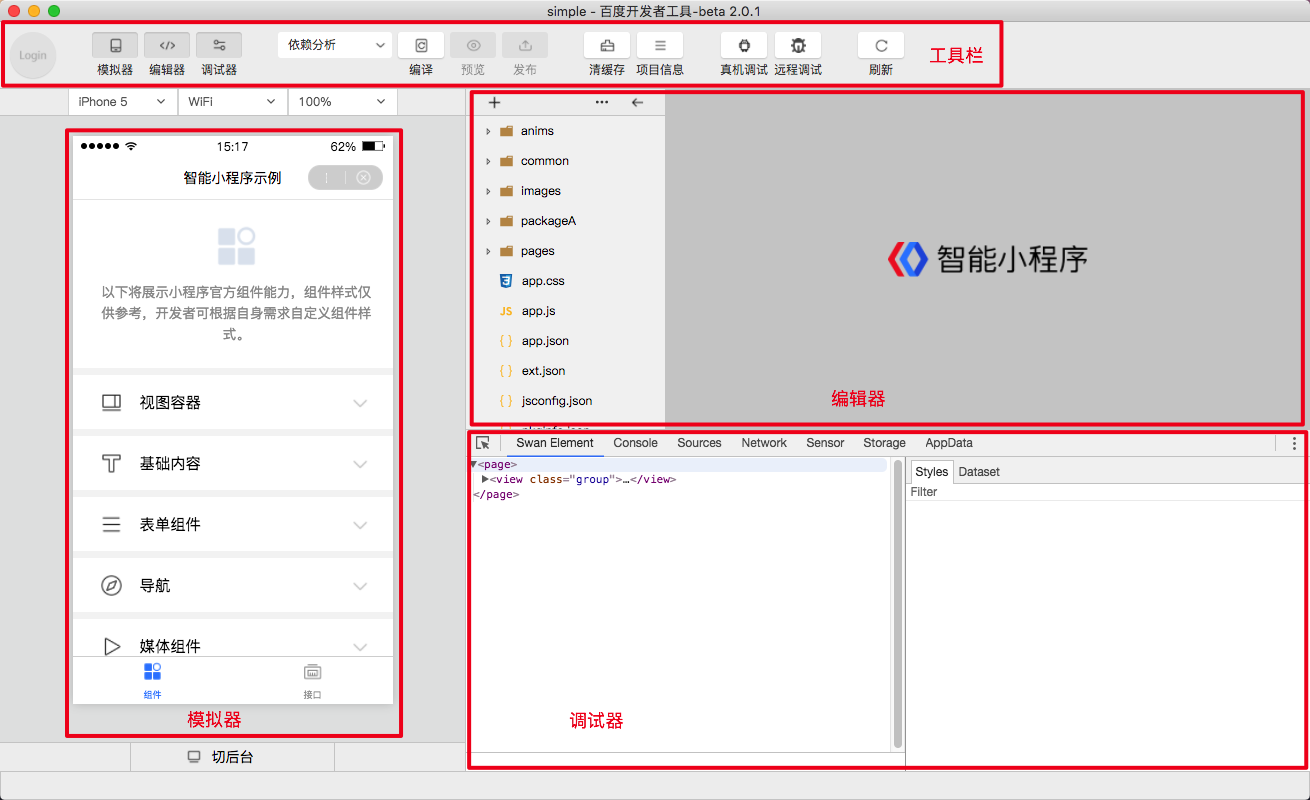 simple - 百度开发者工具-beta 2.0.1
Login
模拟器 编辑器 调试器
依赖分析
编译 预览 发布
清缓存 项目信息
真机调试 远程调试
刷新
工具栏
iPhone 5 WiFi 100%
15:17 62%
智能小程序示例
以下将展示小程序官方组件能力，组件样式仅
供参考，开发者可根据自身需求自定义组件样
式。
视图容器
基础内容
表单组件
导航
媒体组件
组件 接口
模拟器
切后台
anims
common
images
packageA
pages
app.css
JS app.js
{ } app.json
{ } ext.json
{ } jsconfig.json
智能小程序
编辑器
Swan Element Console Sources Network Sensor Storage AppData
<page>
<view class="group">…</view>
</page>
Styles Dataset
Filter
调试器